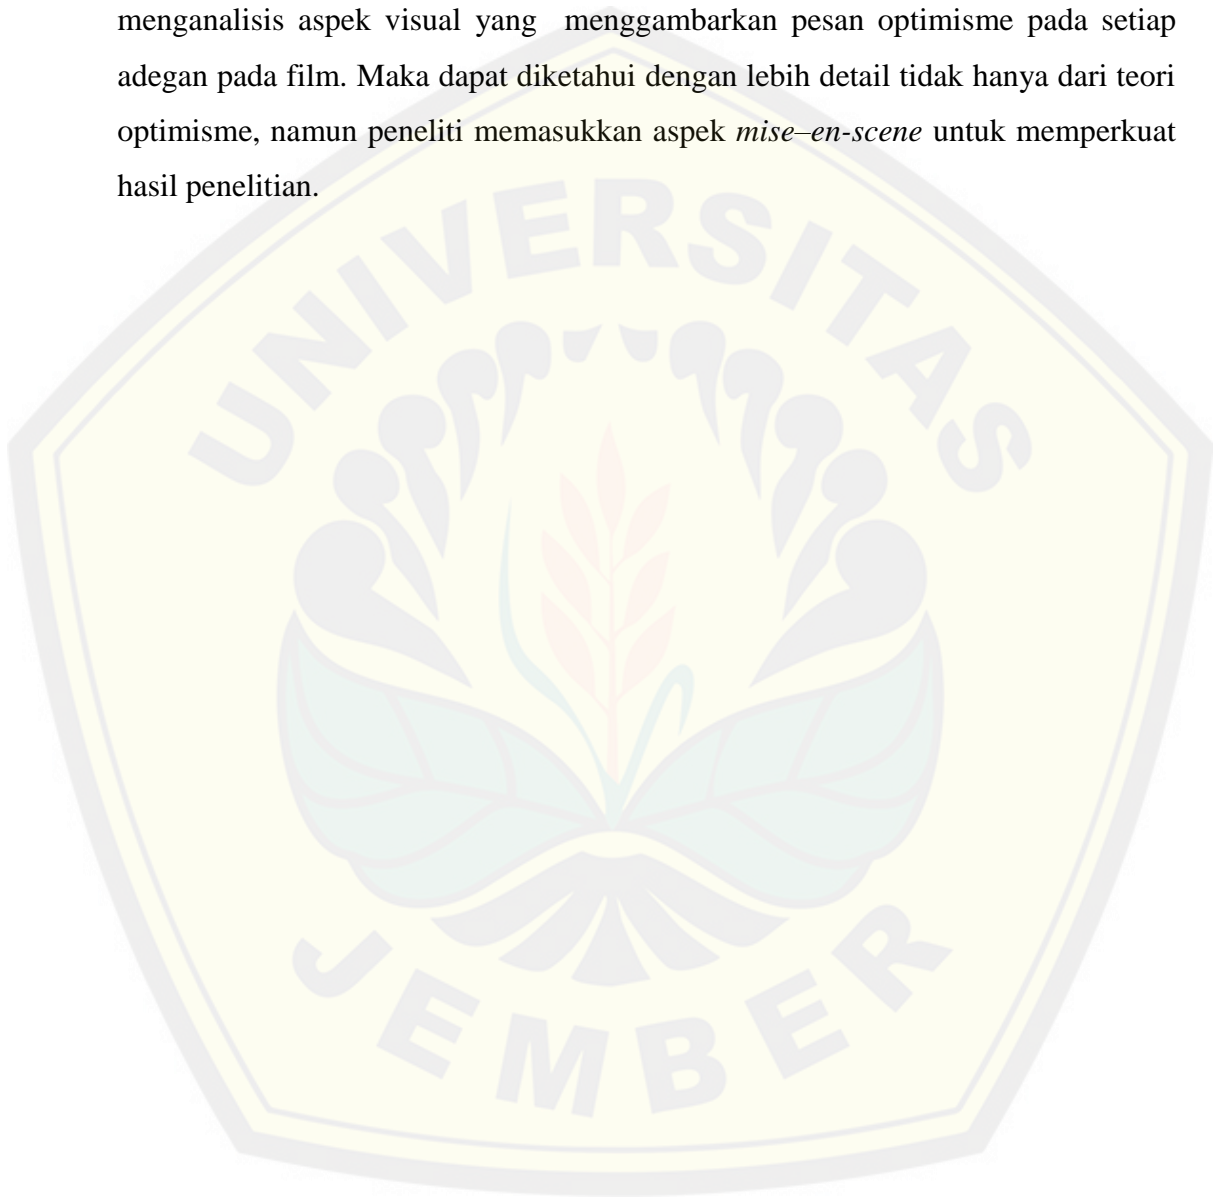 menganalisis aspek visual yang menggambarkan pesan optimisme pada setiap
adegan pada film. Maka dapat diketahui dengan lebih detail tidak hanya dari teori
optimisme, namun peneliti memasukkan aspek mise–en-scene untuk memperkuat
hasil penelitian.
UNIVERSITAS
JEMBER